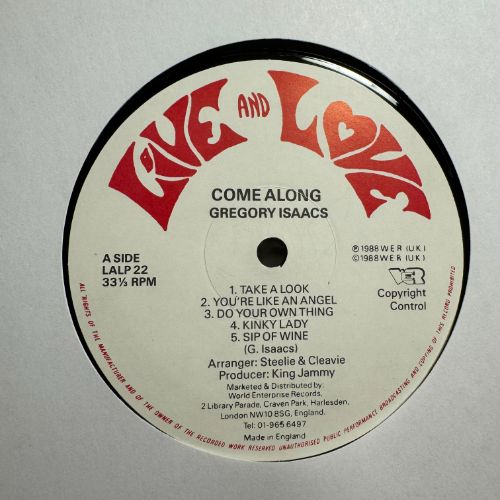 LIVE AND LOVE
COME ALONG
GREGORY ISAACS
A SIDE
LALP 22
33⅓ RPM
℗1988 W E R (U.K.)
©1988 W E R (U.K.)
WER
Copyright
Control
1. TAKE A LOOK
2. YOU'RE LIKE AN ANGEL
3. DO YOUR OWN THING
4. KINKY LADY
5. SIP OF WINE
(G. Isaacs)
Arranger: Steelie & Cleavie
Producer: King Jammy
Marketed & Distributed by:
World Enterprise Records,
2 Library Parade, Craven Park, Harlesden,
London NW10 8SG, England.
Tel: 01-965 6497
Made in England
ALL RIGHTS OF THE MANUFACTURER AND OF THE OWNER OF THE RECORDED WORK RESERVED UNAUTHORISED PUBLIC PERFORMANCE BROADCASTING AND COPYING OF THIS RECORD PROHIBITED